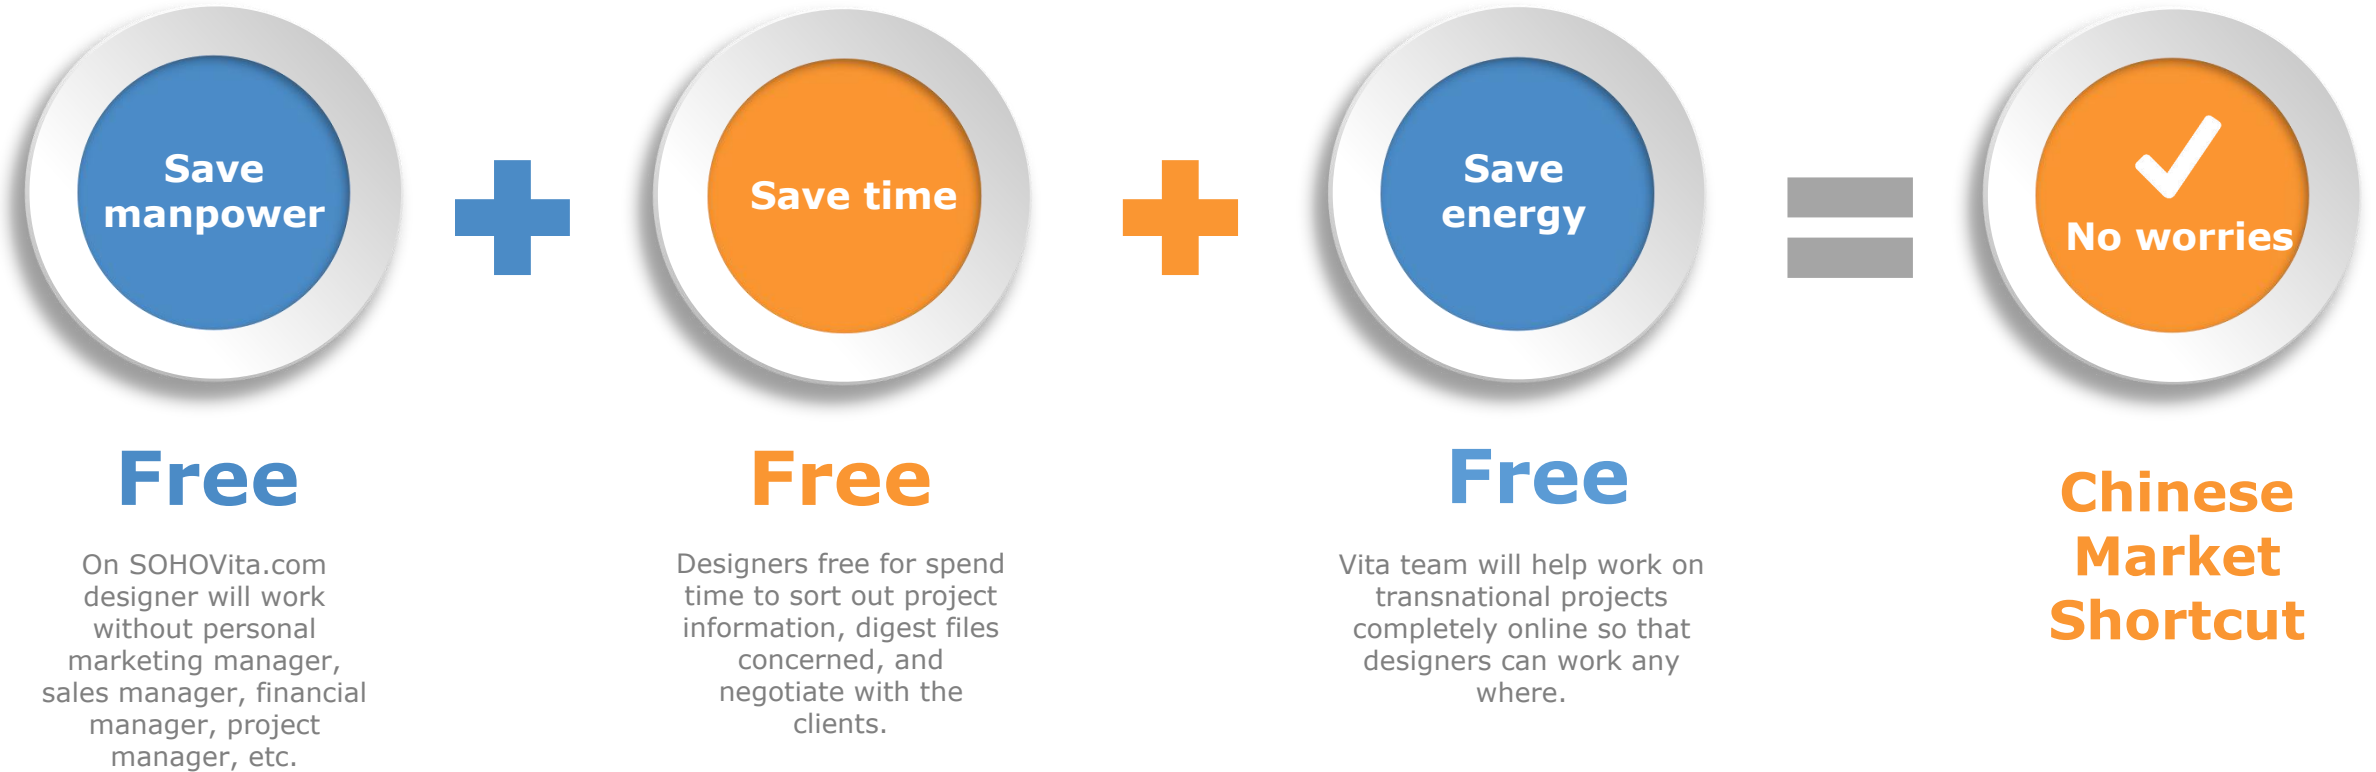 Save
manpower
Free
On SOHOVita.com
designer will work
without personal
marketing manager,
sales manager, financial
manager, project
manager, etc.
Save time
Free
Designers free for spend
time to sort out project
information, digest files
concerned, and
negotiate with the
clients.
Save
energy
Free
Vita team will help work on
transnational projects
completely online so that
designers can work any
where.
No worries
Chinese
Market
Shortcut